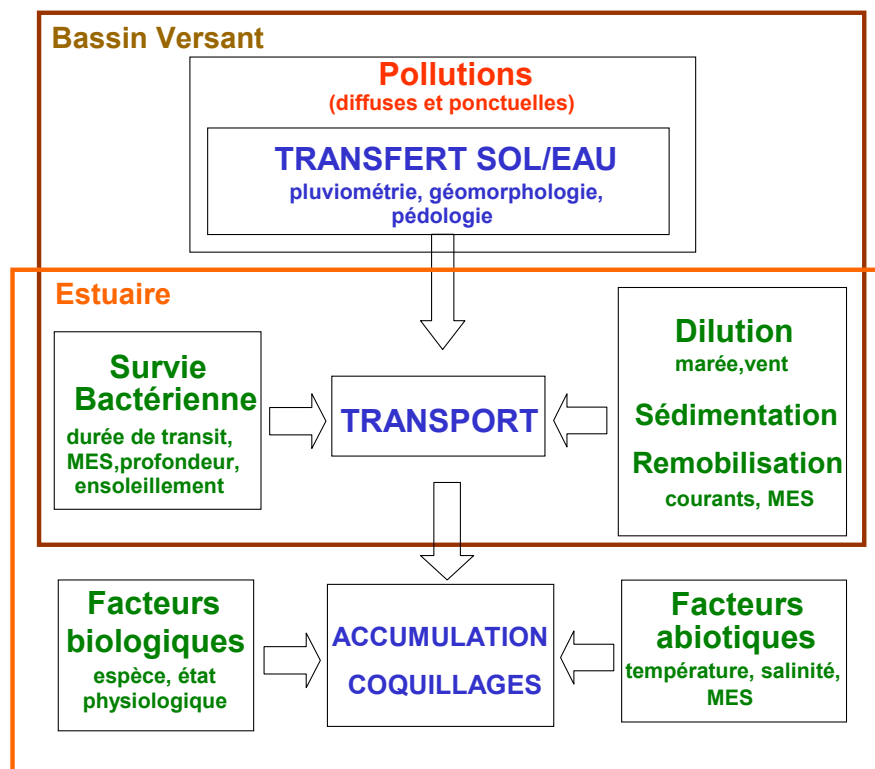 Bassin Versant
Pollutions
(diffuses et ponctuelles)
TRANSFERT SOL/EAU
pluviométrie, géomorphologie,
pédologie
Estuaire
Survie
Bactérienne
durée de transit,
MES,profondeur,
ensoleillement
TRANSPORT
Dilution
marée,vent
Sédimentation
Remobilisation
courants, MES
Facteurs
biologiques
espèce, état
physiologique
ACCUMULATION
COQUILLAGES
Facteurs
abiotiques
température, salinité,
MES